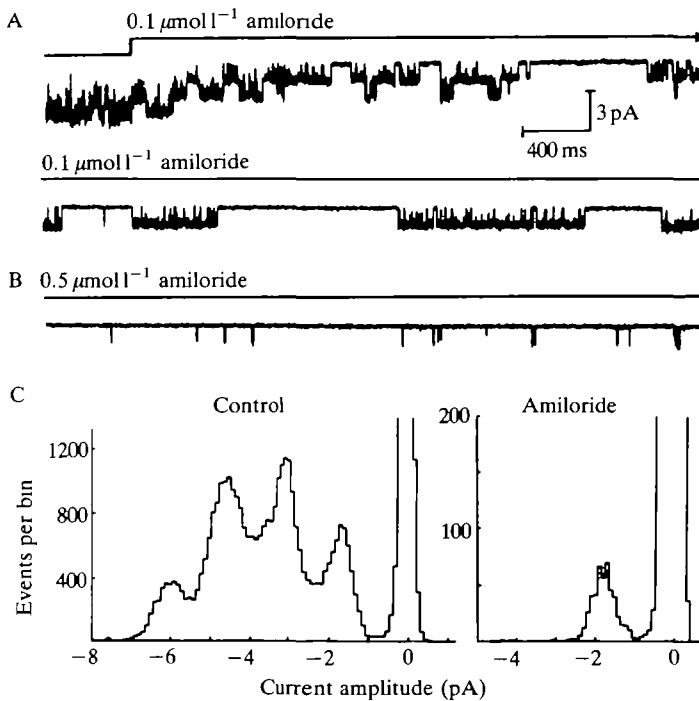 A
0.1 μmol l⁻¹ amiloride
3 pA
400 ms
0.1 μmol l⁻¹ amiloride
B 0.5 μmol l⁻¹ amiloride
C
Control
Amiloride
Events per bin
1200
800
400
200
100
−8 −6 −4 −2 0
−4 −2 0
Current amplitude (pA)